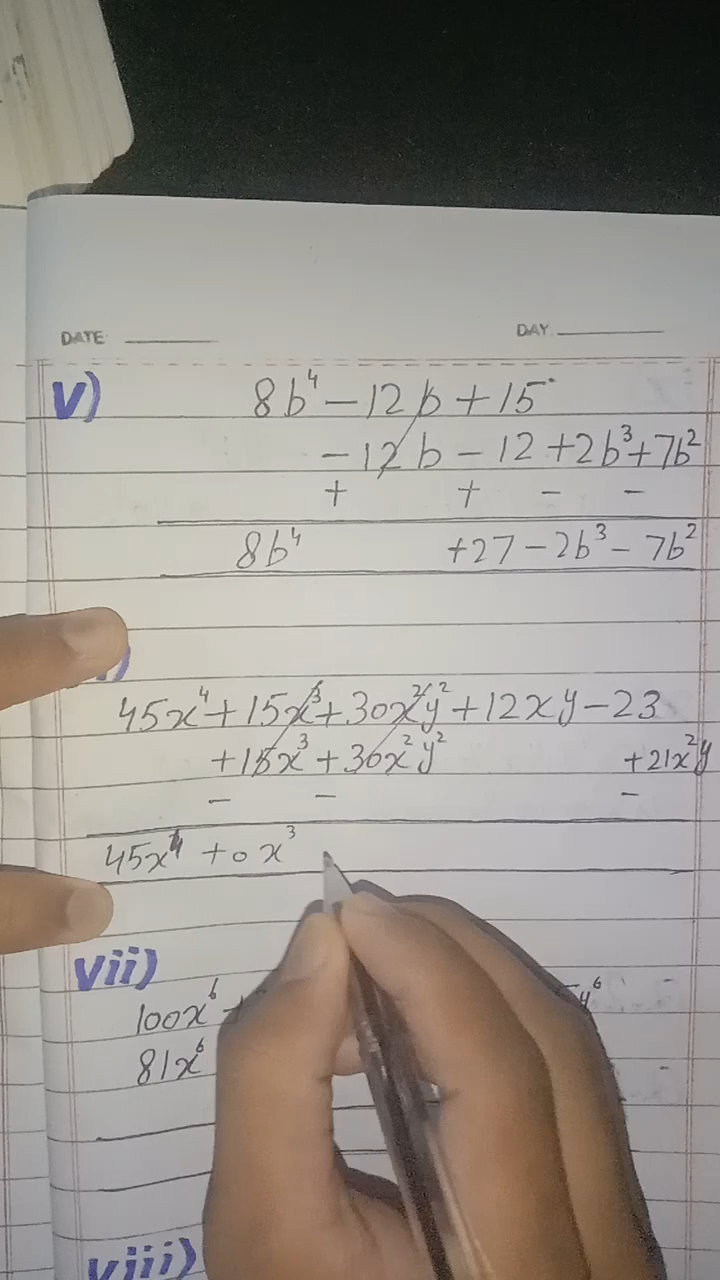 DATE: DAY
v) 8b⁴ - 12b + 15
- 12b - 12 + 2b³ + 7b²
+ + - -
8b⁴ + 27 - 2b³ - 7b²
45x⁴ + 15x³ + 30x²y² + 12xy - 23
+ 15x³ + 30x²y² + 21x²y
- - -
45x⁴ + 0x³
vii)
100x⁶
81x⁶
viii)